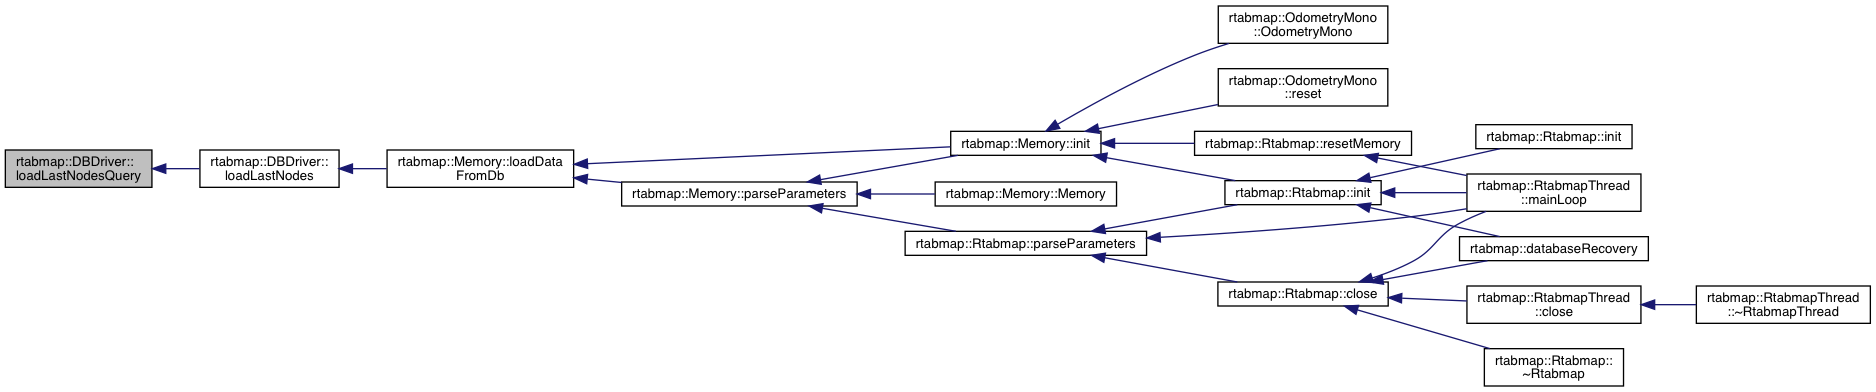 rtabmap::DBDriver::
loadLastNodesQuery
rtabmap::DBDriver::
loadLastNodes
rtabmap::Memory::loadData
FromDb
rtabmap::Memory::init
rtabmap::Memory::parseParameters
rtabmap::Memory::Memory
rtabmap::Rtabmap::parseParameters
rtabmap::OdometryMono
::OdometryMono
rtabmap::OdometryMono
::reset
rtabmap::Rtabmap::resetMemory
rtabmap::Rtabmap::init
rtabmap::Rtabmap::close
rtabmap::Rtabmap::init
rtabmap::RtabmapThread
::mainLoop
rtabmap::databaseRecovery
rtabmap::RtabmapThread
::close
rtabmap::Rtabmap::
~Rtabmap
rtabmap::RtabmapThread
::~RtabmapThread